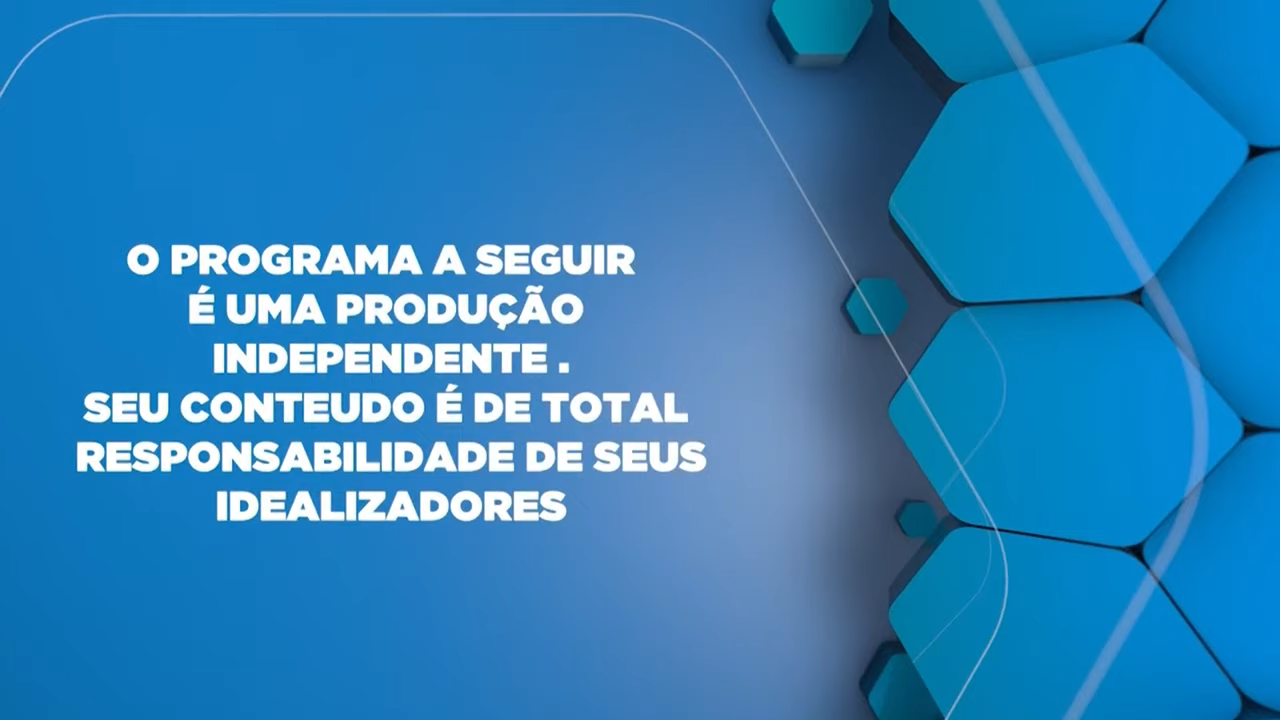 O PROGRAMA A SEGUIR
É UMA PRODUÇÃO
INDEPENDENTE .
SEU CONTEUDO É DE TOTAL
RESPONSABILIDADE DE SEUS
IDEALIZADORES